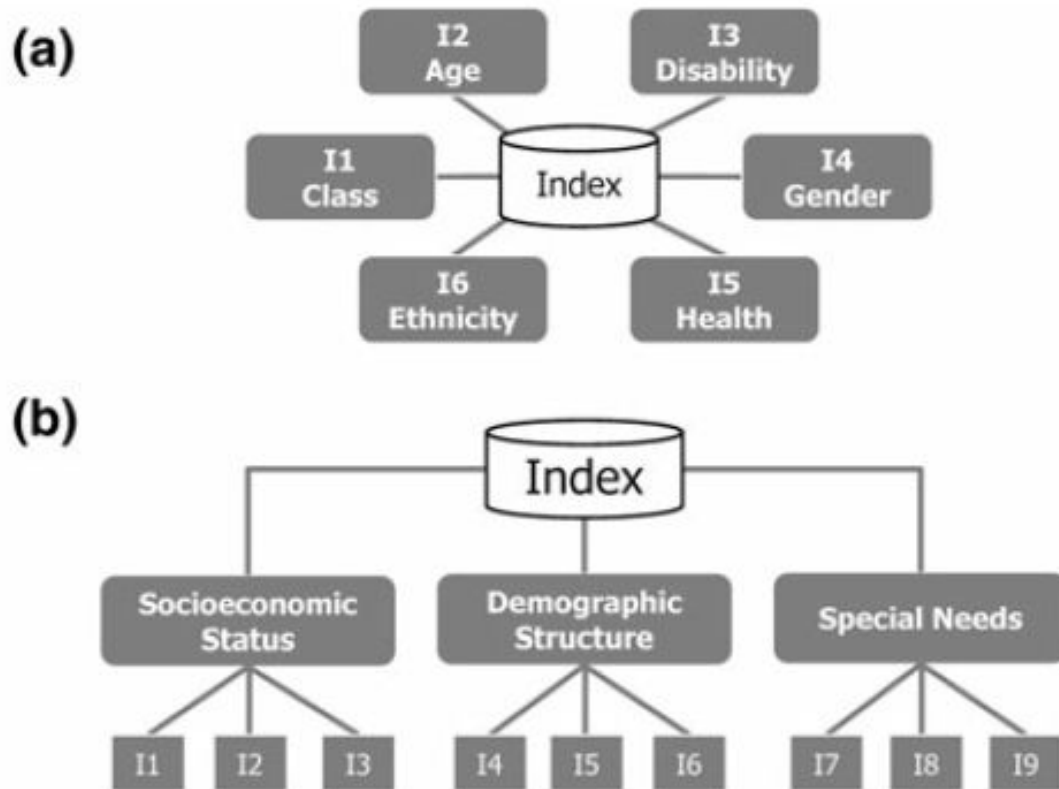 (a)
I2
Age
I3
Disability
I1
Class
Index
I4
Gender
I6
Ethnicity
I5
Health
(b)
Index
Socioeconomic
Status
Demographic
Structure
Special Needs
I1
I2
I3
I4
I5
I6
I7
I8
I9